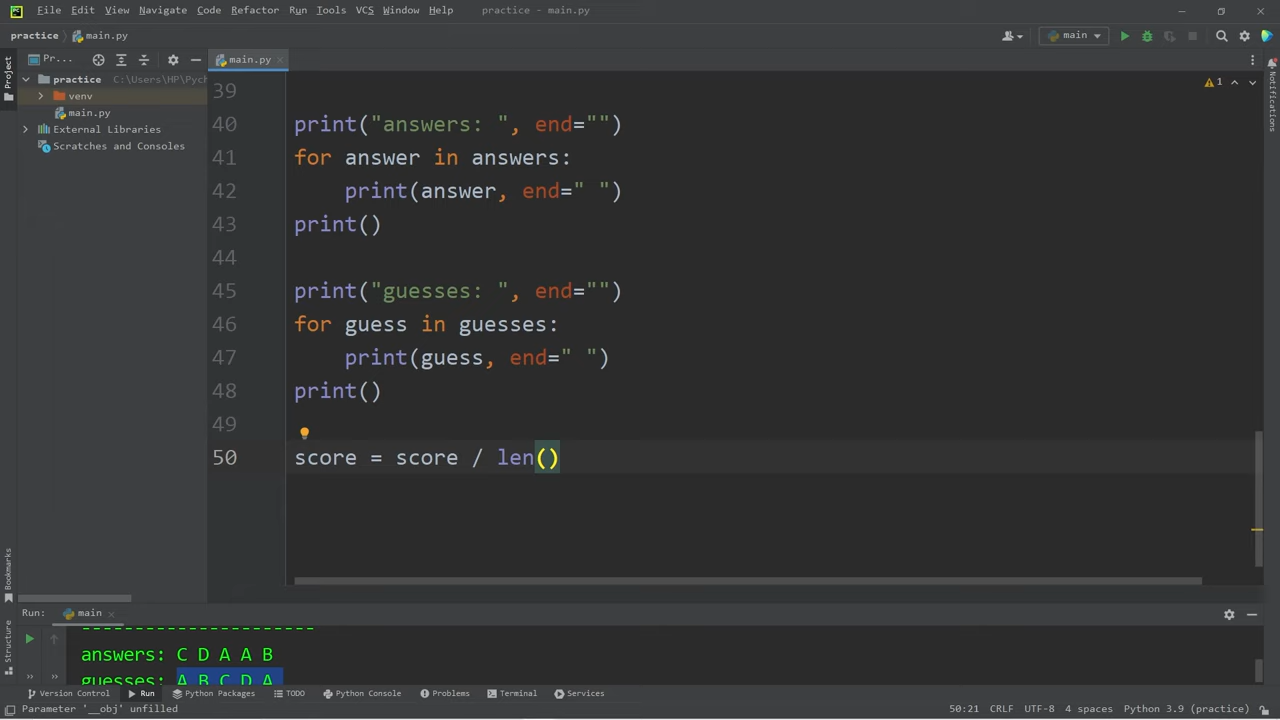 File Edit View Navigate Code Refactor Run Tools VCS Window Help practice - main.py
practice main.py main
Pr... main.py
Project
practice C:\Users\HP\Pych
venv
main.py
External Libraries
Scratches and Consoles
1
Notifications
39
40 print("answers: ", end="")
41 for answer in answers:
42 print(answer, end=" ")
43 print()
44
45 print("guesses: ", end="")
46 for guess in guesses:
47 print(guess, end=" ")
48 print()
49
50 score = score / len()
Bookmarks
Structure
Run: main
-----------------------
answers: C D A A B
guesses: A B C D A
Version Control Run Python Packages TODO Python Console Problems Terminal Services
Parameter '__obj' unfilled 50:21 CRLF UTF-8 4 spaces Python 3.9 (practice)